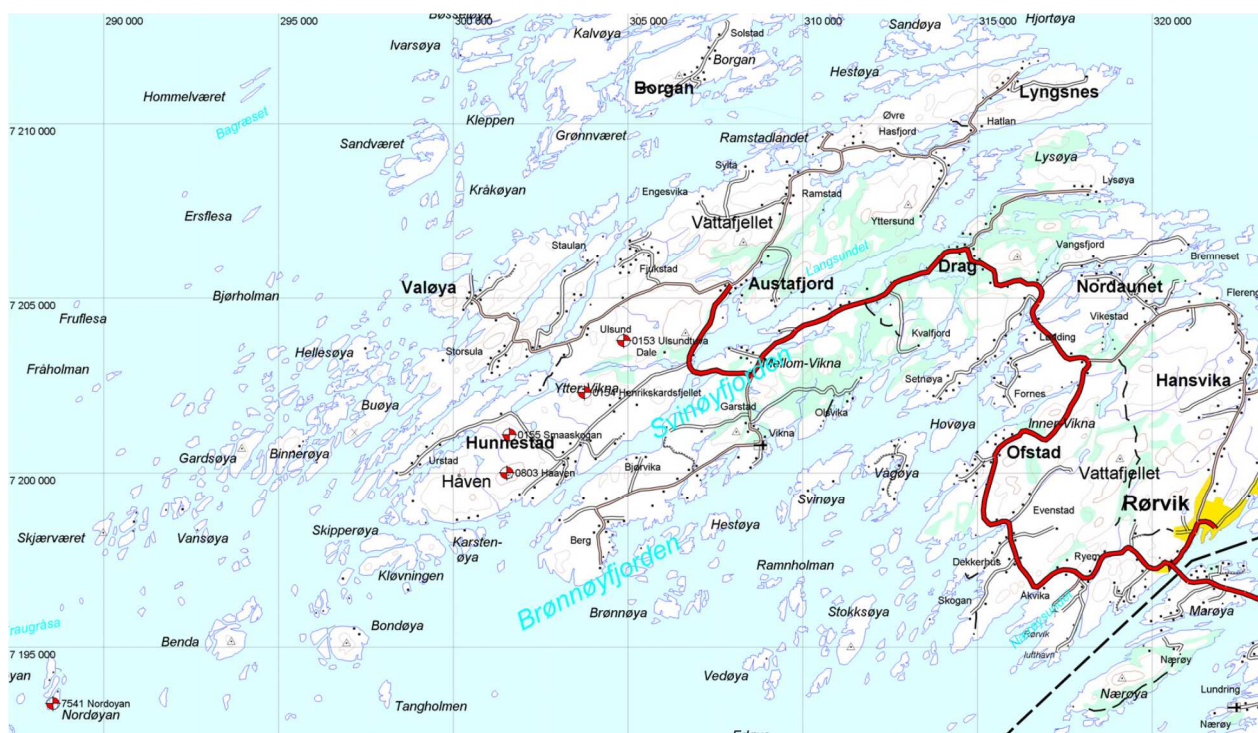 290 000
295 000
300 000
305 000
310 000
315 000
320 000
Kalvøya
Solstad
Sandøya
Hjortøya
Ivarsøya
Borgan
Hestøya
Borgan
Lyngsnes
Hommelværet
Kleppen
Øvre
Bagræset
Grønnværet
Ramstadlandet
Hasfjord
Hatlan
7 210 000
Sandværet
Sylta
Lysøya
Kråkøyan
Engesvika
Ramstad
Lysøya
Ersflesa
Vattafjellet
Yttersund
Staulan
Langsundet
Vangsfjord
Bremneset
Fjukstad
Drag
Bjørholman
Valøya
Austafjord
Nordaunet
Flereng
7 205 000
Fruflesa
Vikestad
Ulsund
Kvalfjord
0153 Ulsundtuva
Hellesøya
Storsula
Dale
Mellom-Vikna
Fråholman
Setnøya
Hansvika
Ytter-Vikna
0154 Henrikskardsfjellet
Fornes
Buøya
Svinøyfjorden
Garstad
Olsvika
Hovøya
Inner-Vikna
0155 Smaaskogan
Hunnestad
Vikna
Gardsøya
Binnerøya
Urstad
Bjørvika
Ofstad
7 200 000
0803 Haaven
Håven
Vågøya
Vattafjellet
Svinøya
Rørvik
Skipperøya
Hestøya
Evenstad
Skjærværet
Vansøya
Karsten-
øya
Berg
Brønnøyfjorden
Dekkerhus
Kløvningen
Ramnholman
Skogan
Åkvika
Marøya
Brønnøya
Stokksøya
raugråsa
Benda
Bondøya
lufthavn
7 195 000
Nærøy
yan
Vedøya
Nærøya
Lundring
7541 Nordoyan
Nordøyan
Tangholmen
Nærøy